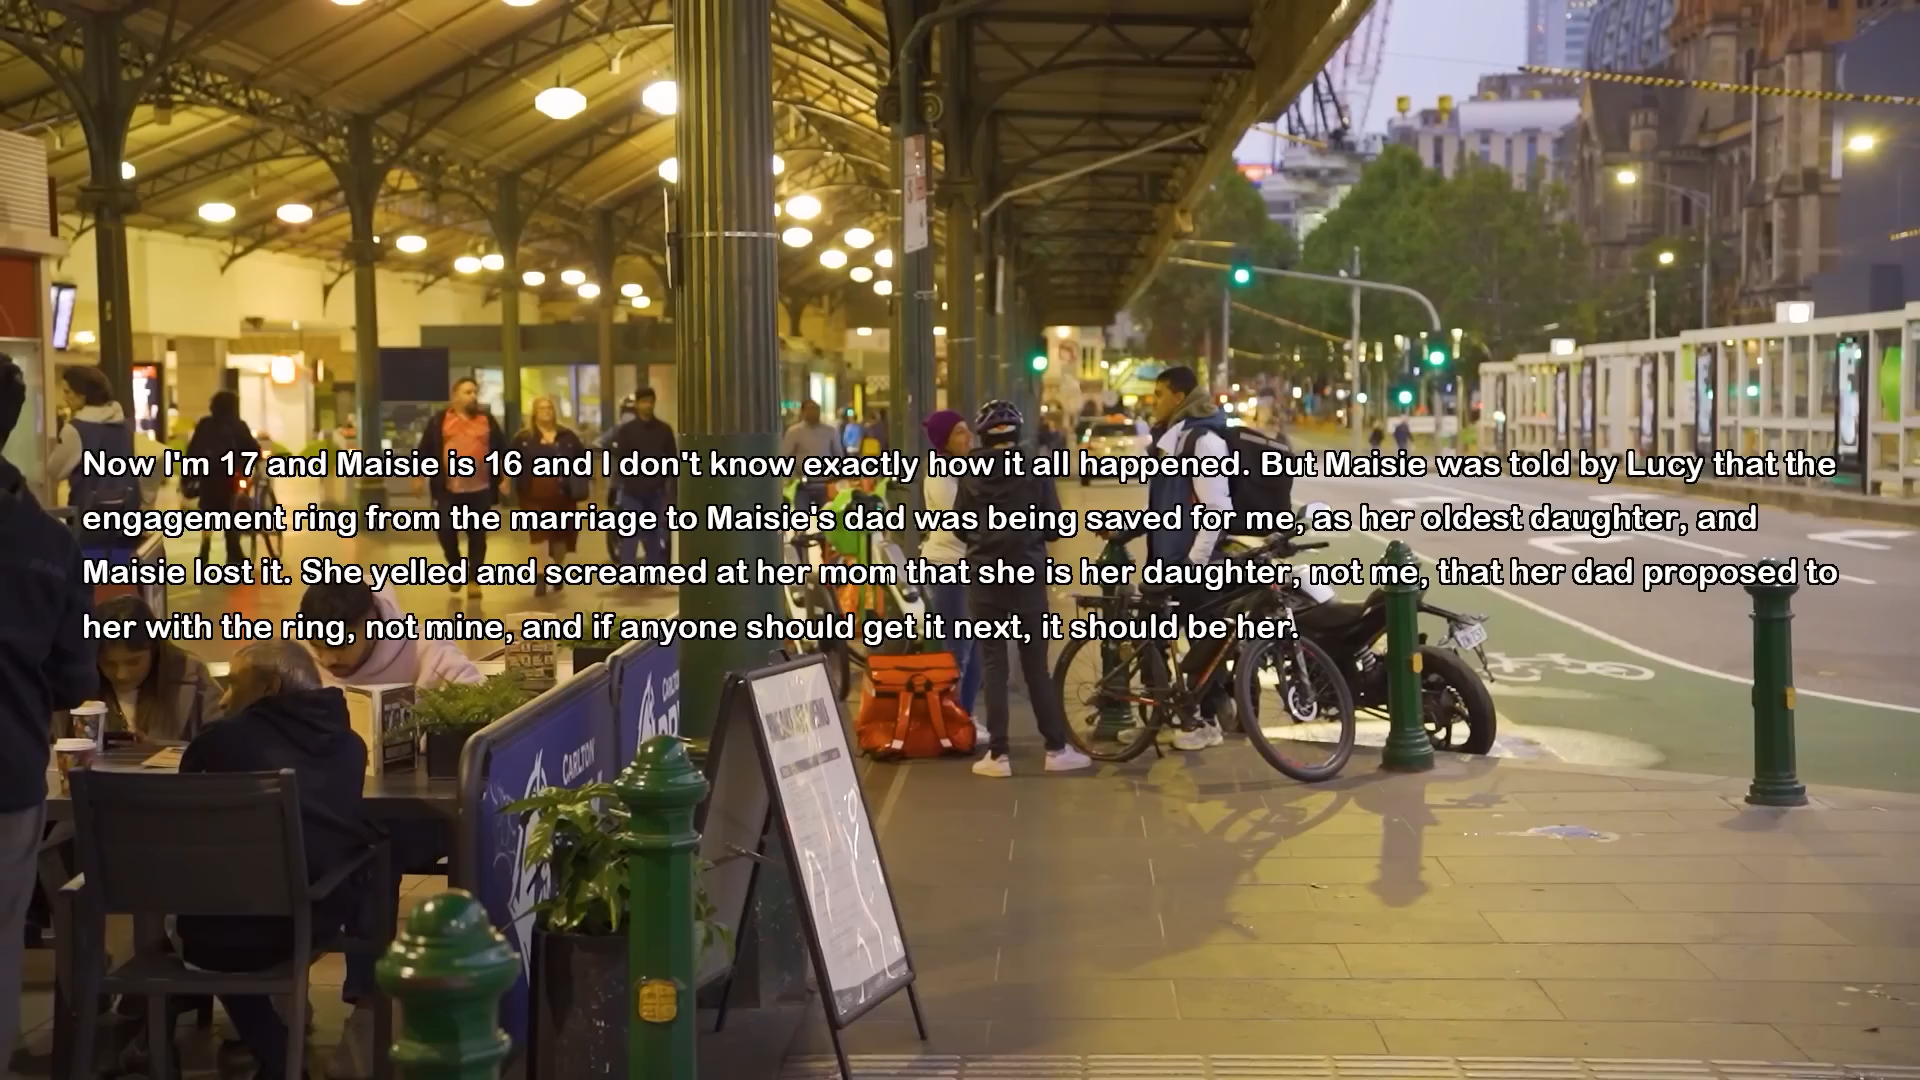 Now I'm 17 and Maisie is 16 and I don't know exactly how it all happened. But Maisie was told by Lucy that the
engagement ring from the marriage to Maisie's dad was being saved for me, as her oldest daughter, and
Maisie lost it. She yelled and screamed at her mom that she is her daughter, not me, that her dad proposed to
her with the ring, not mine, and if anyone should get it next, it should be her.
CARLTON